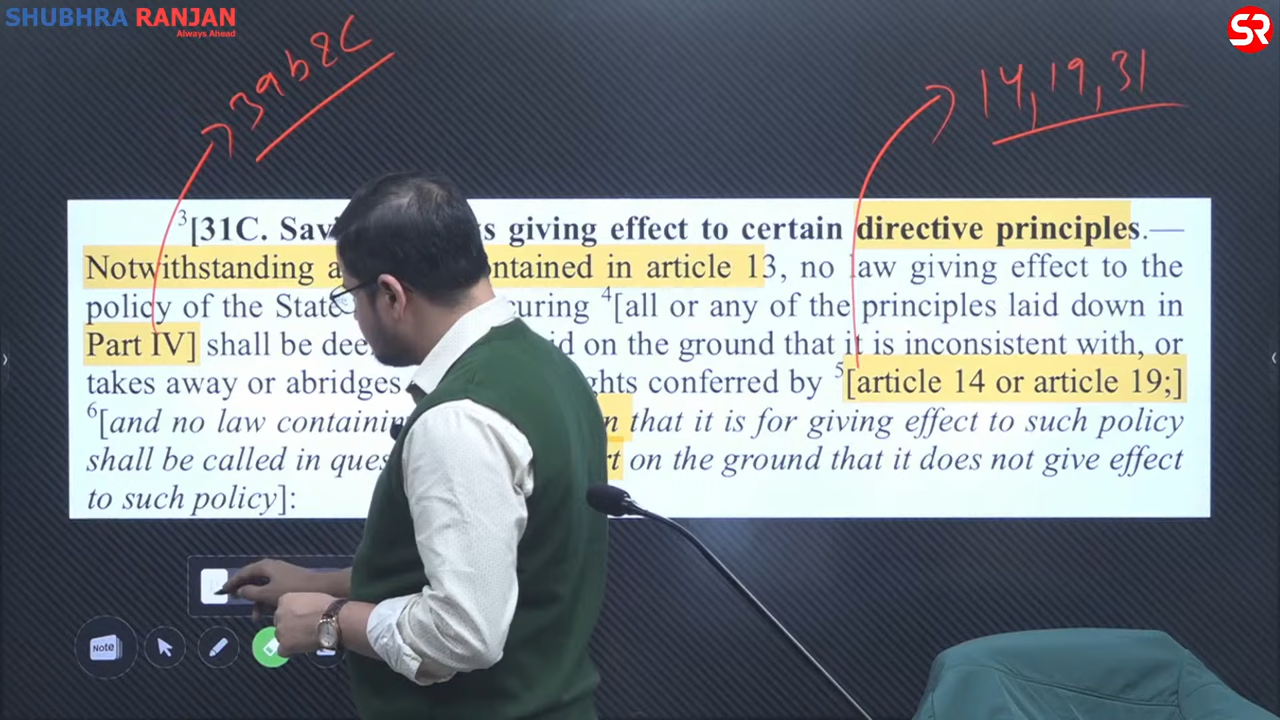 SHUBHRA RANJAN
Always Ahead
SR
39b&c
14,19,31
3[31C. Sav s giving effect to certain directive principles.—
Notwithstanding a ontained in article 13, no law giving effect to the
policy of the State curing 4[all or any of the principles laid down in
Part IV] shall be dee d on the ground that it is inconsistent with, or
takes away or abridges ghts conferred by 5[article 14 or article 19;]
6[and no law containin n that it is for giving effect to such policy
shall be called in ques rt on the ground that it does not give effect
to such policy]:
Note